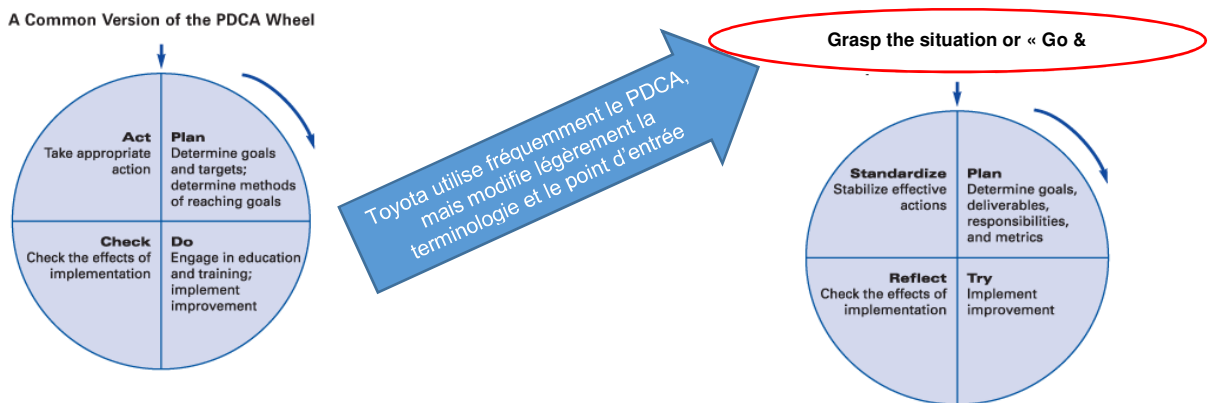 A Common Version of the PDCA Wheel
Act
Take appropriate
action
Plan
Determine goals
and targets;
determine methods
of reaching goals
Check
Check the effects of
implementation
Do
Engage in education
and training;
implement
improvement
Toyota utilise fréquemment le PDCA,
mais modifie légèrement la
terminologie et le point d'entrée
Grasp the situation or « Go &
Standardize
Stabilize effective
actions
Plan
Determine goals,
deliverables,
responsibilities,
and metrics
Reflect
Check the effects of
implementation
Try
Implement
improvement